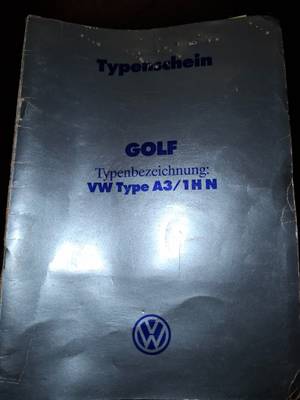 Typenschein
GOLF
Typenbezeichnung:
VW Type A3/1H N